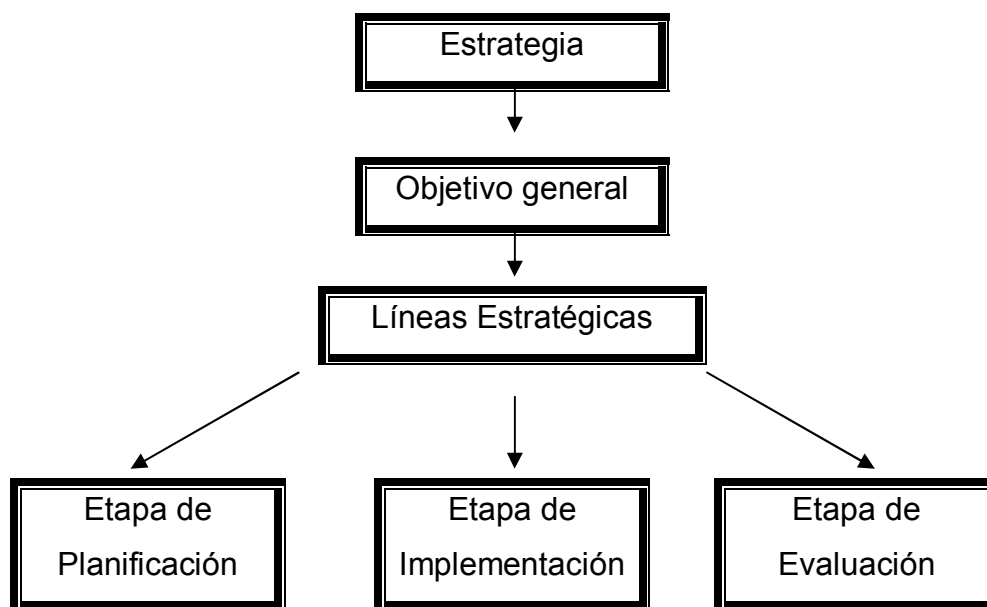 Estrategia
Objetivo general
Líneas Estratégicas
Etapa de
Planificación
Etapa de
Implementación
Etapa de
Evaluación